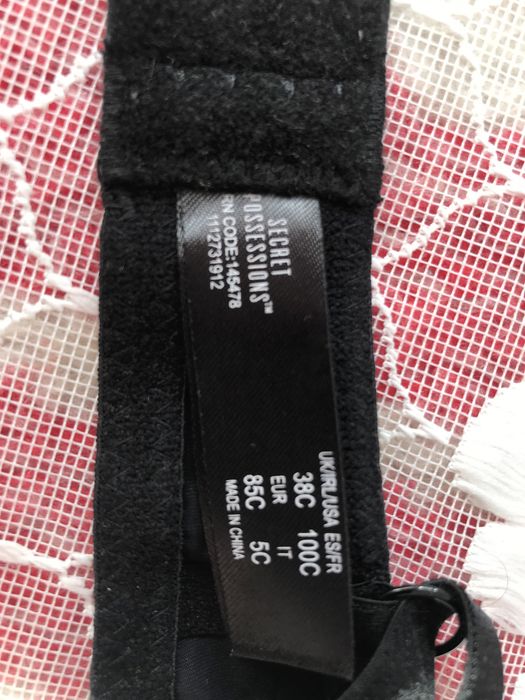 SECRET
POSSESSIONS™
RN CODE:145478
1112731912
UK/IRL/USA ES/FR
38C 100C
EUR IT
85C 5C
MADE IN CHINA